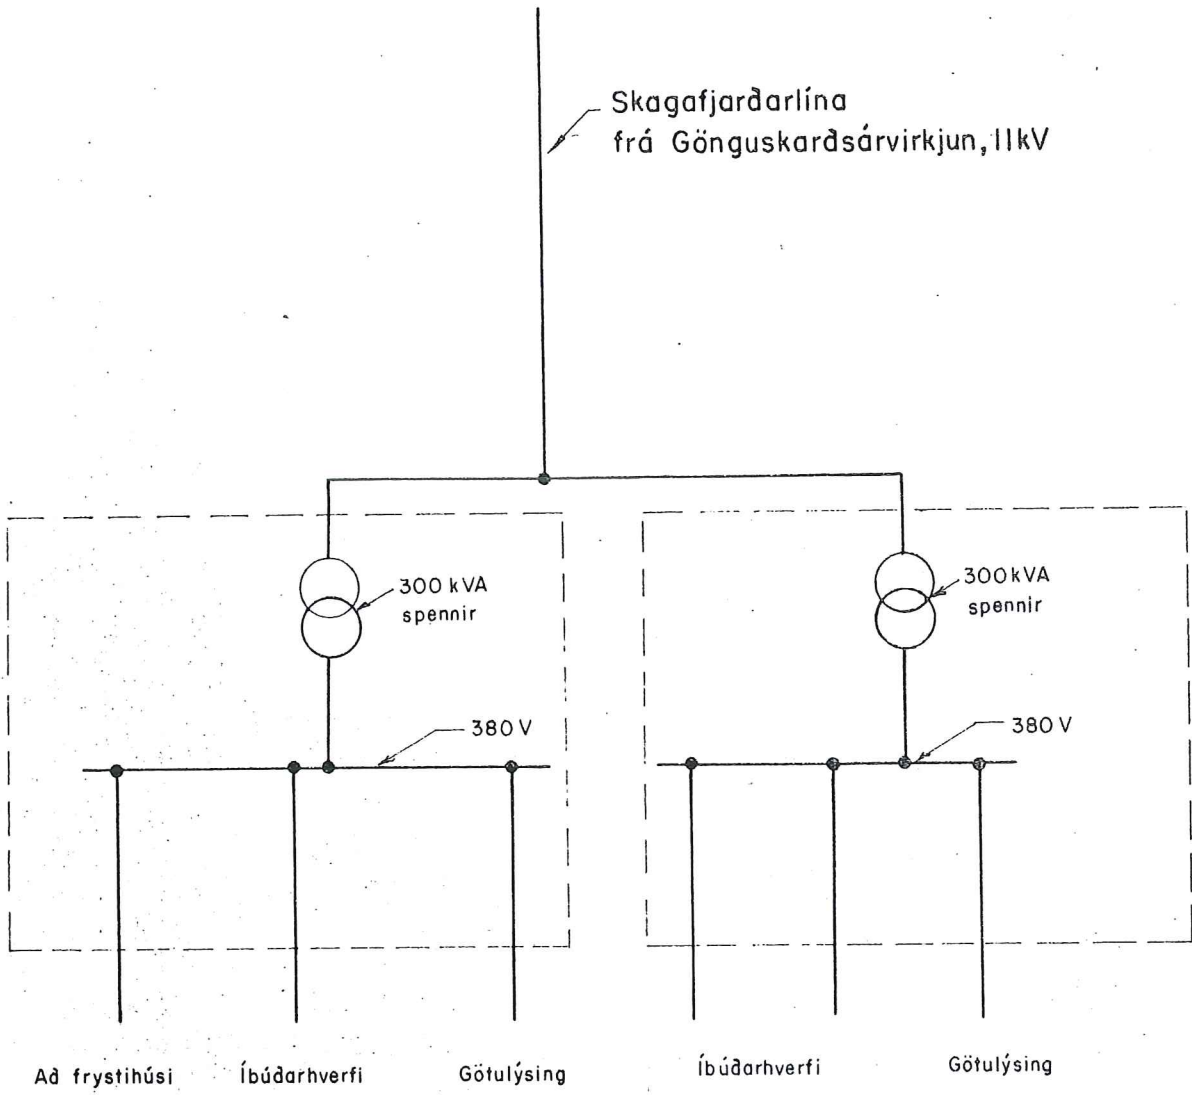 Skagafjarðarlína
frá Gönguskarðsárvirkjun, 11kV
300 kVA
spennir
300 kVA
spennir
380 V
380 V
Að frystihúsi
Íbúðarhverfi
Götulýsing
Íbúðarhverfi
Götulýsing